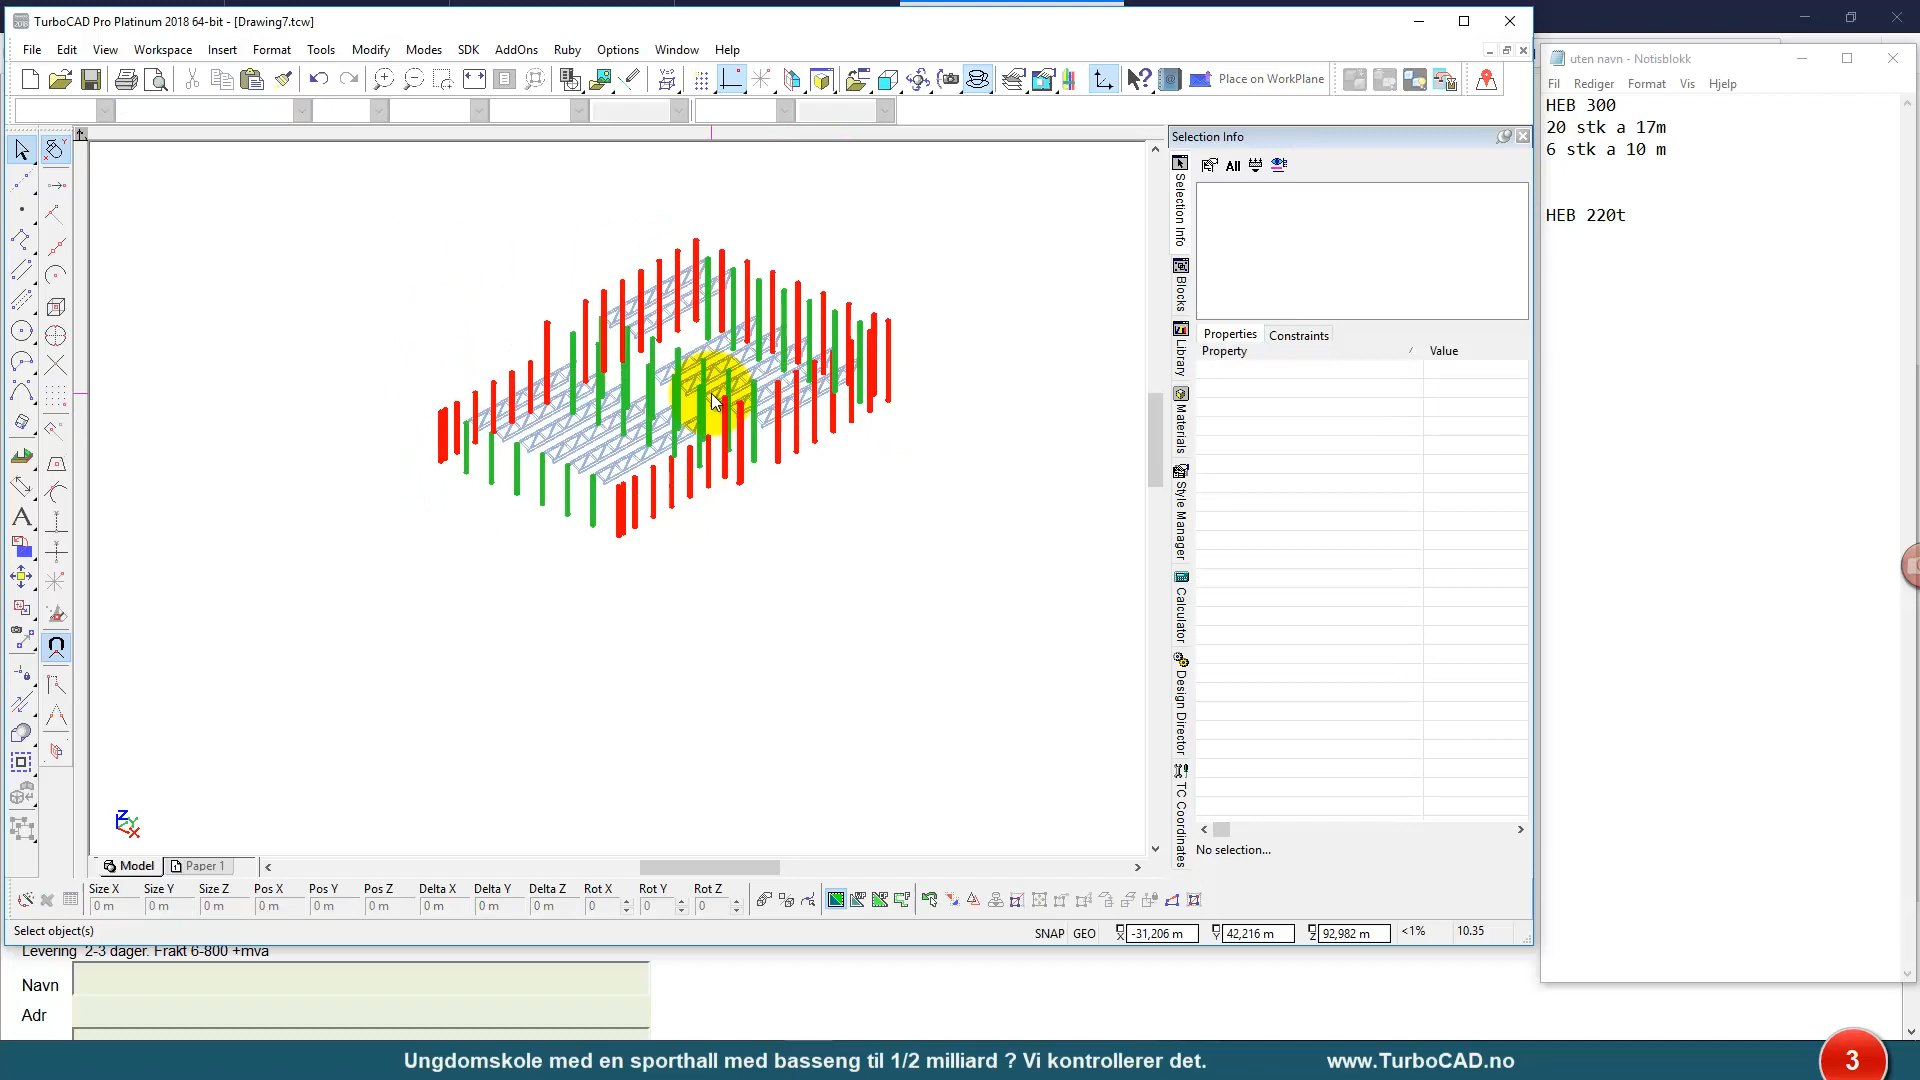 TurboCAD Pro Platinum 2018 64-bit - [Drawing7.tcw]
File Edit View Workspace Insert Format Tools Modify Modes SDK AddOns Ruby Options Window Help
Place on WorkPlane
Selection Info
All
Selection Info
Blocks
Library
Materials
Style Manager
Calculator
Design Director
TC Coordinates
Properties Constraints
Property / Value
No selection...
Z Y X
Model Paper 1
Size X Size Y Size Z Pos X Pos Y Pos Z Delta X Delta Y Delta Z Rot X Rot Y Rot Z
0 m 0 m 0 m 0 m 0 m 0 m 0 m 0 m 0 m 0 0 0
Select object(s)
SNAP GEO X -31,206 m Y 42,216 m Z 92,982 m <1% 10.35
uten navn - Notisblokk
Fil Rediger Format Vis Hjelp
HEB 300
20 stk a 17m
6 stk a 10 m
HEB 220t
Levering 2-3 dager. Frakt 6-800 +mva
Navn
Adr
Ungdomskole med en sporthall med basseng til 1/2 milliard ? Vi kontrollerer det. www.TurboCAD.no
3